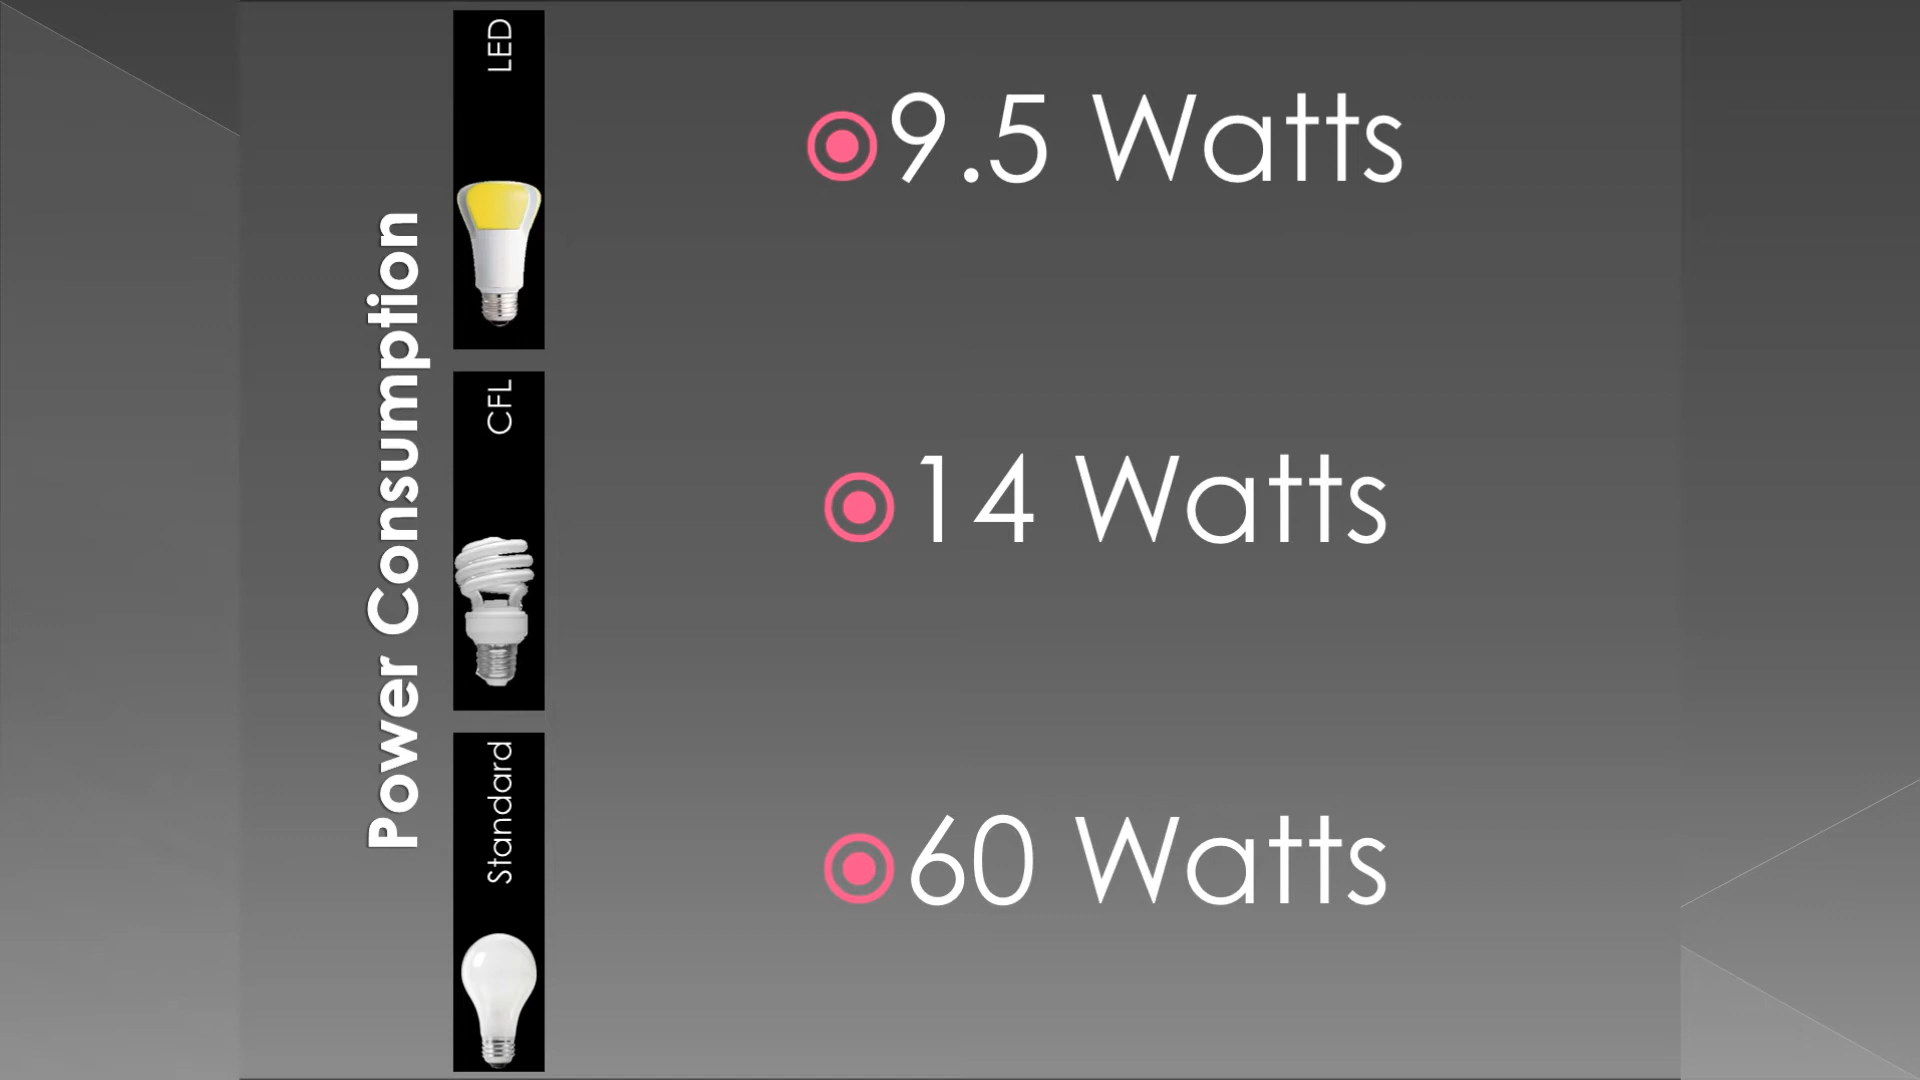 Power Consumption
LED
9.5 Watts
CFL
14 Watts
Standard
60 Watts